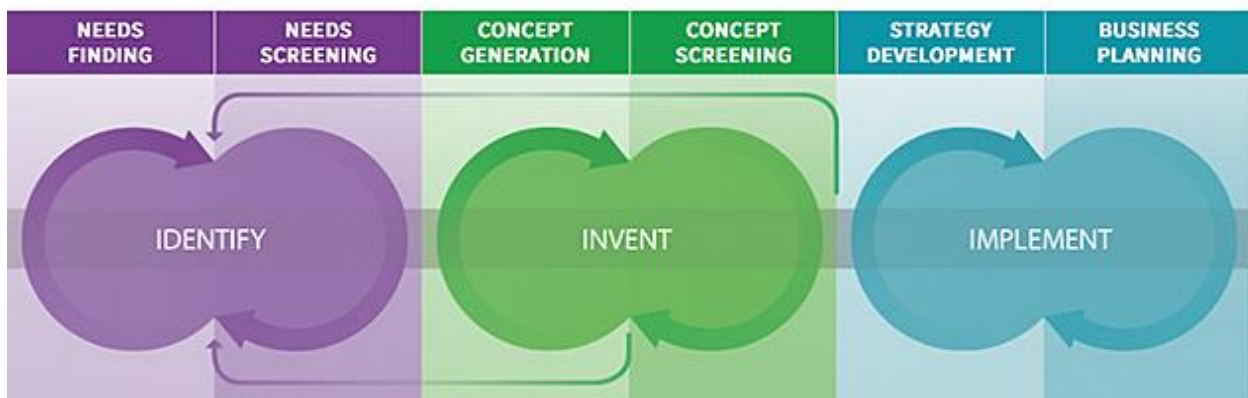 NEEDS
FINDING
NEEDS
SCREENING
CONCEPT
GENERATION
CONCEPT
SCREENING
STRATEGY
DEVELOPMENT
BUSINESS
PLANNING
IDENTIFY
INVENT
IMPLEMENT